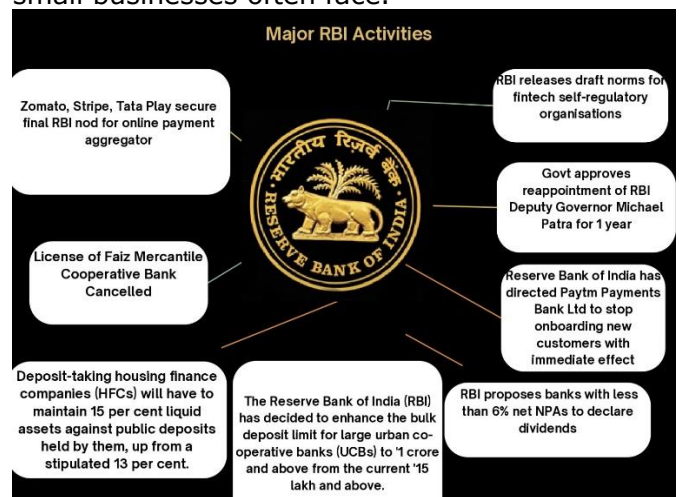 small businesses often face.
Major RBI Activities
Zomato, Stripe, Tata Play secure
final RBI nod for online payment
aggregator
RBI releases draft norms for
fintech self-regulatory
organisations
भारतीय रिज़र्व बैंक
RESERVE BANK OF INDIA
Govt approves
reappointment of RBI
Deputy Governor Michael
Patra for 1 year
License of Faiz Mercantile
Cooperative Bank
Cancelled
Reserve Bank of India has
directed Paytm Payments
Bank Ltd to stop
onboarding new
customers with
immediate effect
Deposit-taking housing finance
companies (HFCs) will have to
maintain 15 per cent liquid
assets against public deposits
held by them, up from a
stipulated 13 per cent.
The Reserve Bank of India (RBI)
has decided to enhance the bulk
deposit limit for large urban co-
operative banks (UCBs) to '1 crore
and above from the current '15
lakh and above.
RBI proposes banks with less
than 6% net NPAs to declare
dividends